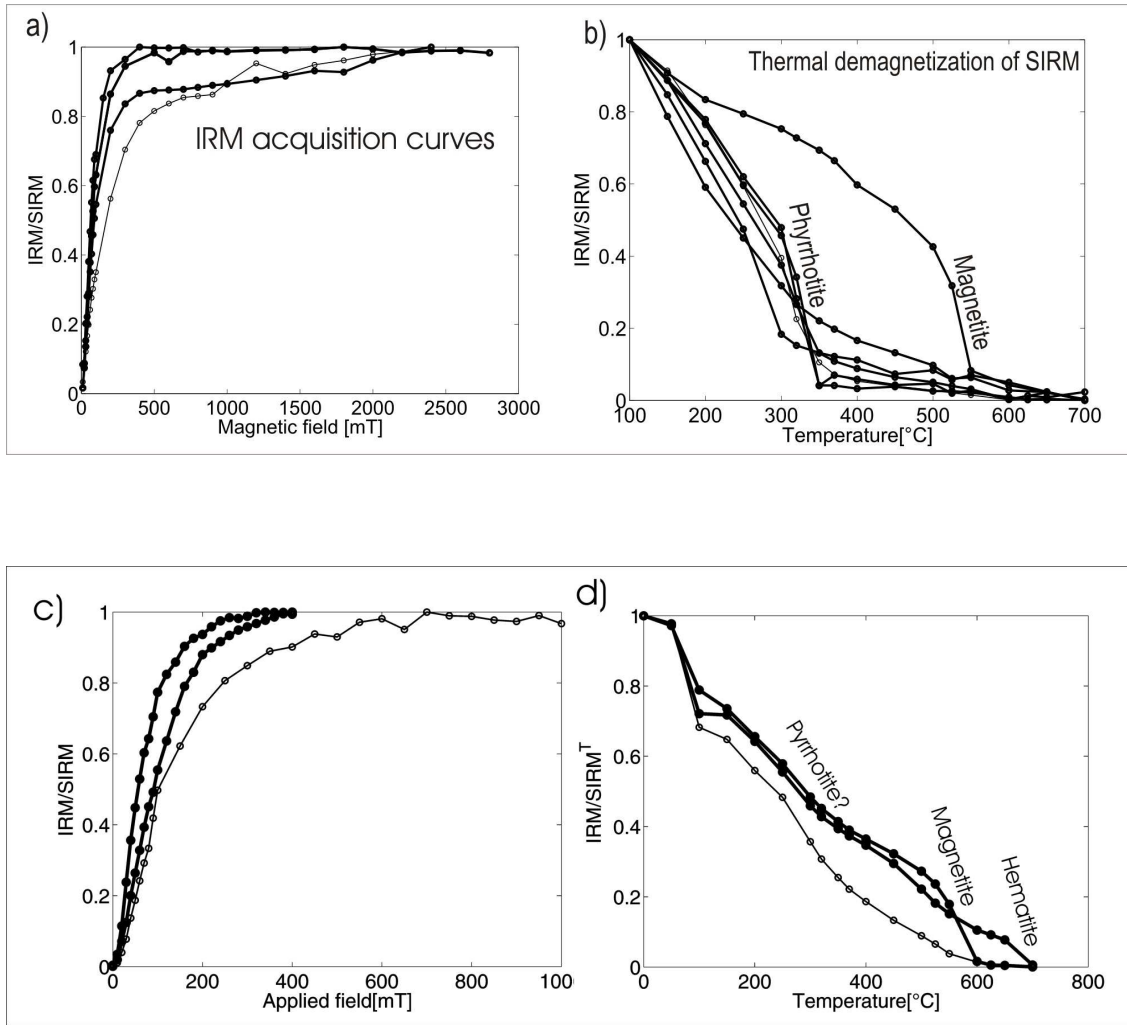 a)
1
0.8
0.6
0.4
0.2
0
IRM/SIRM
IRM acquisition curves
0 500 1000 1500 2000 2500 3000
Magnetic field [mT]
b)
1
0.8
0.6
0.4
0.2
0
IRM/SIRM
Thermal demagnetization of SIRM
Phyrrhotite
Magnetite
100 200 300 400 500 600 700
Temperature[°C]
c)
1
0.8
0.6
0.4
0.2
0
IRM/SIRM
0 200 400 600 800 100
Applied field[mT]
d)
1
0.8
0.6
0.4
0.2
0
IRM/SIRM^T
Pyrrhotite?
Magnetite
Hematite
0 200 400 600 800
Temperature[°C]